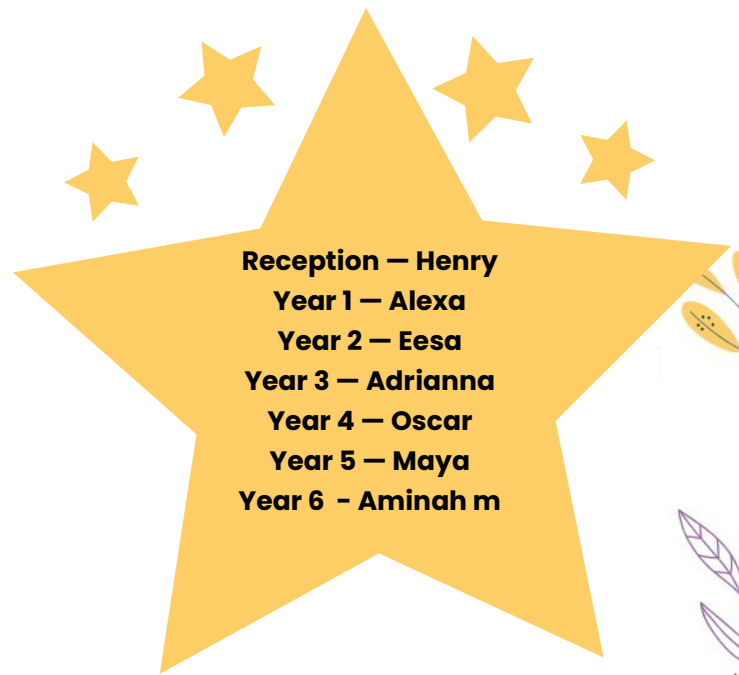 Reception — Henry
Year 1 — Alexa
Year 2 — Eesa
Year 3 — Adrianna
Year 4 — Oscar
Year 5 — Maya
Year 6 - Aminah m